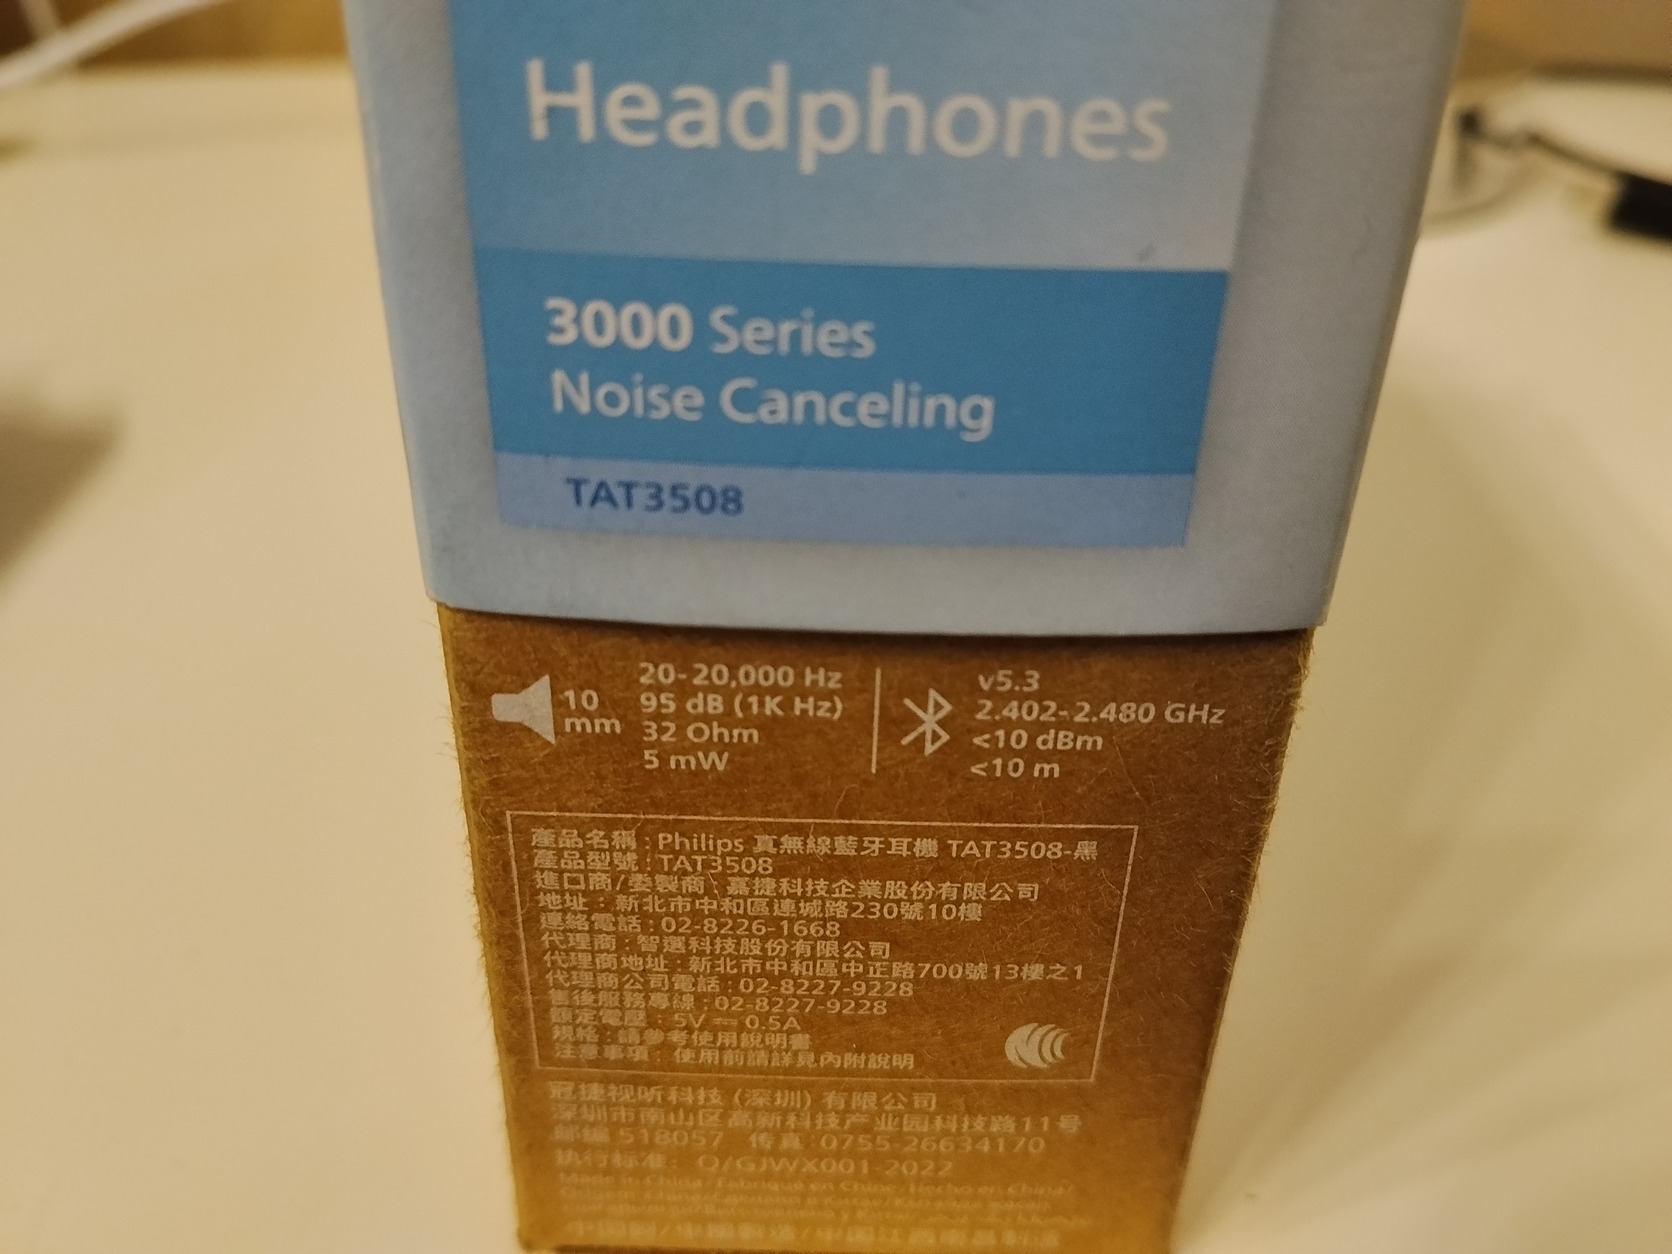 Headphones
3000 Series
Noise Canceling
TAT3508
10
mm
20-20,000 Hz
95 dB (1K Hz)
32 Ohm
5 mW
v5.3
2.402-2.480 GHz
<10 dBm
<10 m
產品名稱：Philips 真無線藍牙耳機 TAT3508-黑
產品型號：TAT3508
進口商/委製商：嘉捷科技企業股份有限公司
地址：新北市中和區連城路230號10樓
連絡電話：02-8226-1668
代理商：智選科技股份有限公司
代理商地址：新北市中和區中正路700號13樓之1
代理商公司電話：02-8227-9228
售後服務專線：02-8227-9228
額定電壓：5V ⎓ 0.5A
規格：請參考使用說明書
注意事項：使用前請詳見內附說明
冠捷视听科技 (深圳) 有限公司
深圳市南山区高新科技产业园科技路11号
邮编 518057 传真 0755-26634170
执行标准：Q/GJWX001-2022
Made in China/Fabriqué en Chine/Hecho en China/